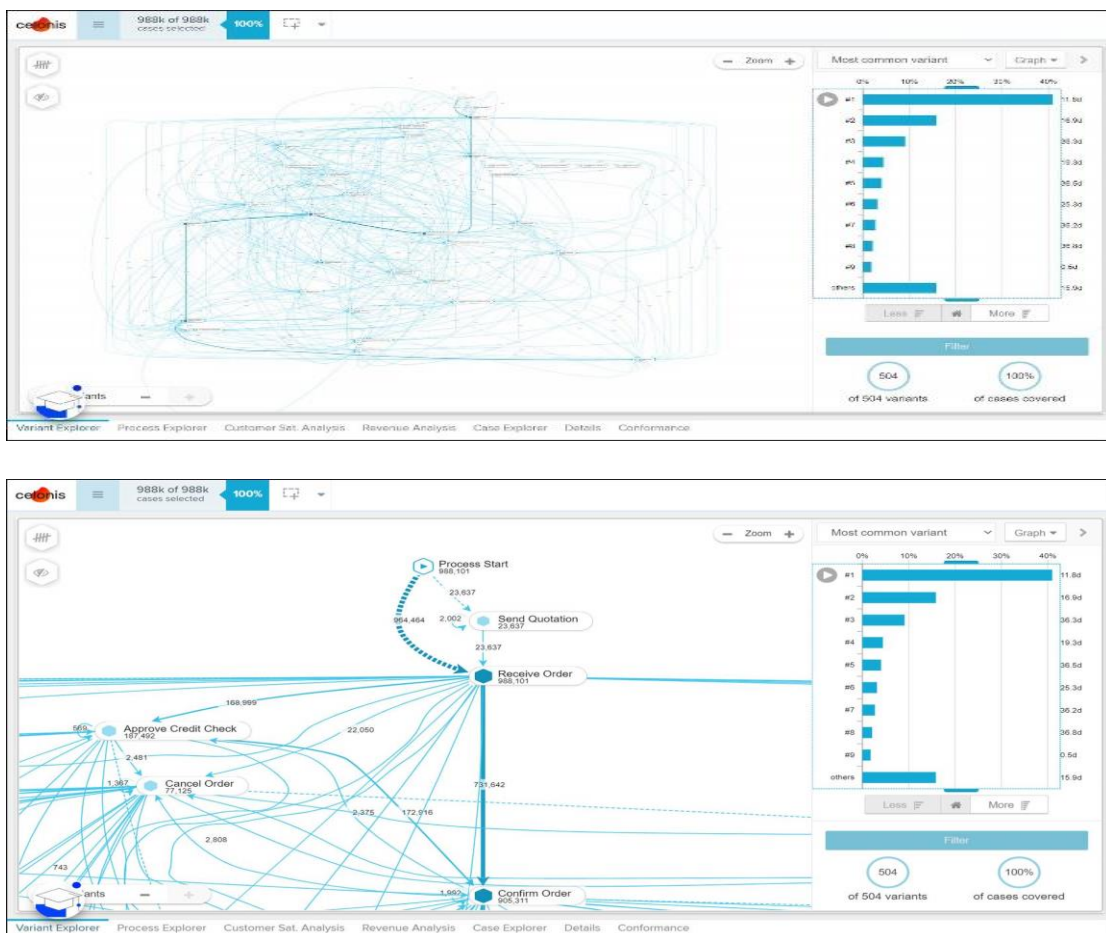 celonis
988k of 988k
cases selected
100%
Zoom
Most common variant
Graph
0% 10% 20% 30% 40%
#1 11.8d
#2 16.9d
#3 36.3d
#4 19.3d
#5 36.5d
#6 25.3d
#7 36.2d
#8 36.8d
#9 0.5d
others 15.9d
Less
More
Filter
504
100%
of 504 variants
of cases covered
ants
Variant Explorer Process Explorer Customer Sat. Analysis Revenue Analysis Case Explorer Details Conformance
celonis
988k of 988k
cases selected
100%
Zoom
Most common variant
Graph
0% 10% 20% 30% 40%
Process Start
988,101
#1 11.8d
23,637
#2 16.9d
964,464
2,002
Send Quotation
23,637
#3 36.3d
23,637
#4 19.3d
Receive Order
988,101
#5 36.5d
168,999
#6 25.3d
569
Approve Credit Check
187,492
22,050
#7 36.2d
2,481
#8 36.8d
1,367
Cancel Order
77,125
731,642
#9 0.5d
others 15.9d
2,375
172,916
Less
More
2,808
Filter
743
504
100%
1,992
Confirm Order
905,311
ants
of 504 variants
of cases covered
Variant Explorer Process Explorer Customer Sat. Analysis Revenue Analysis Case Explorer Details Conformance